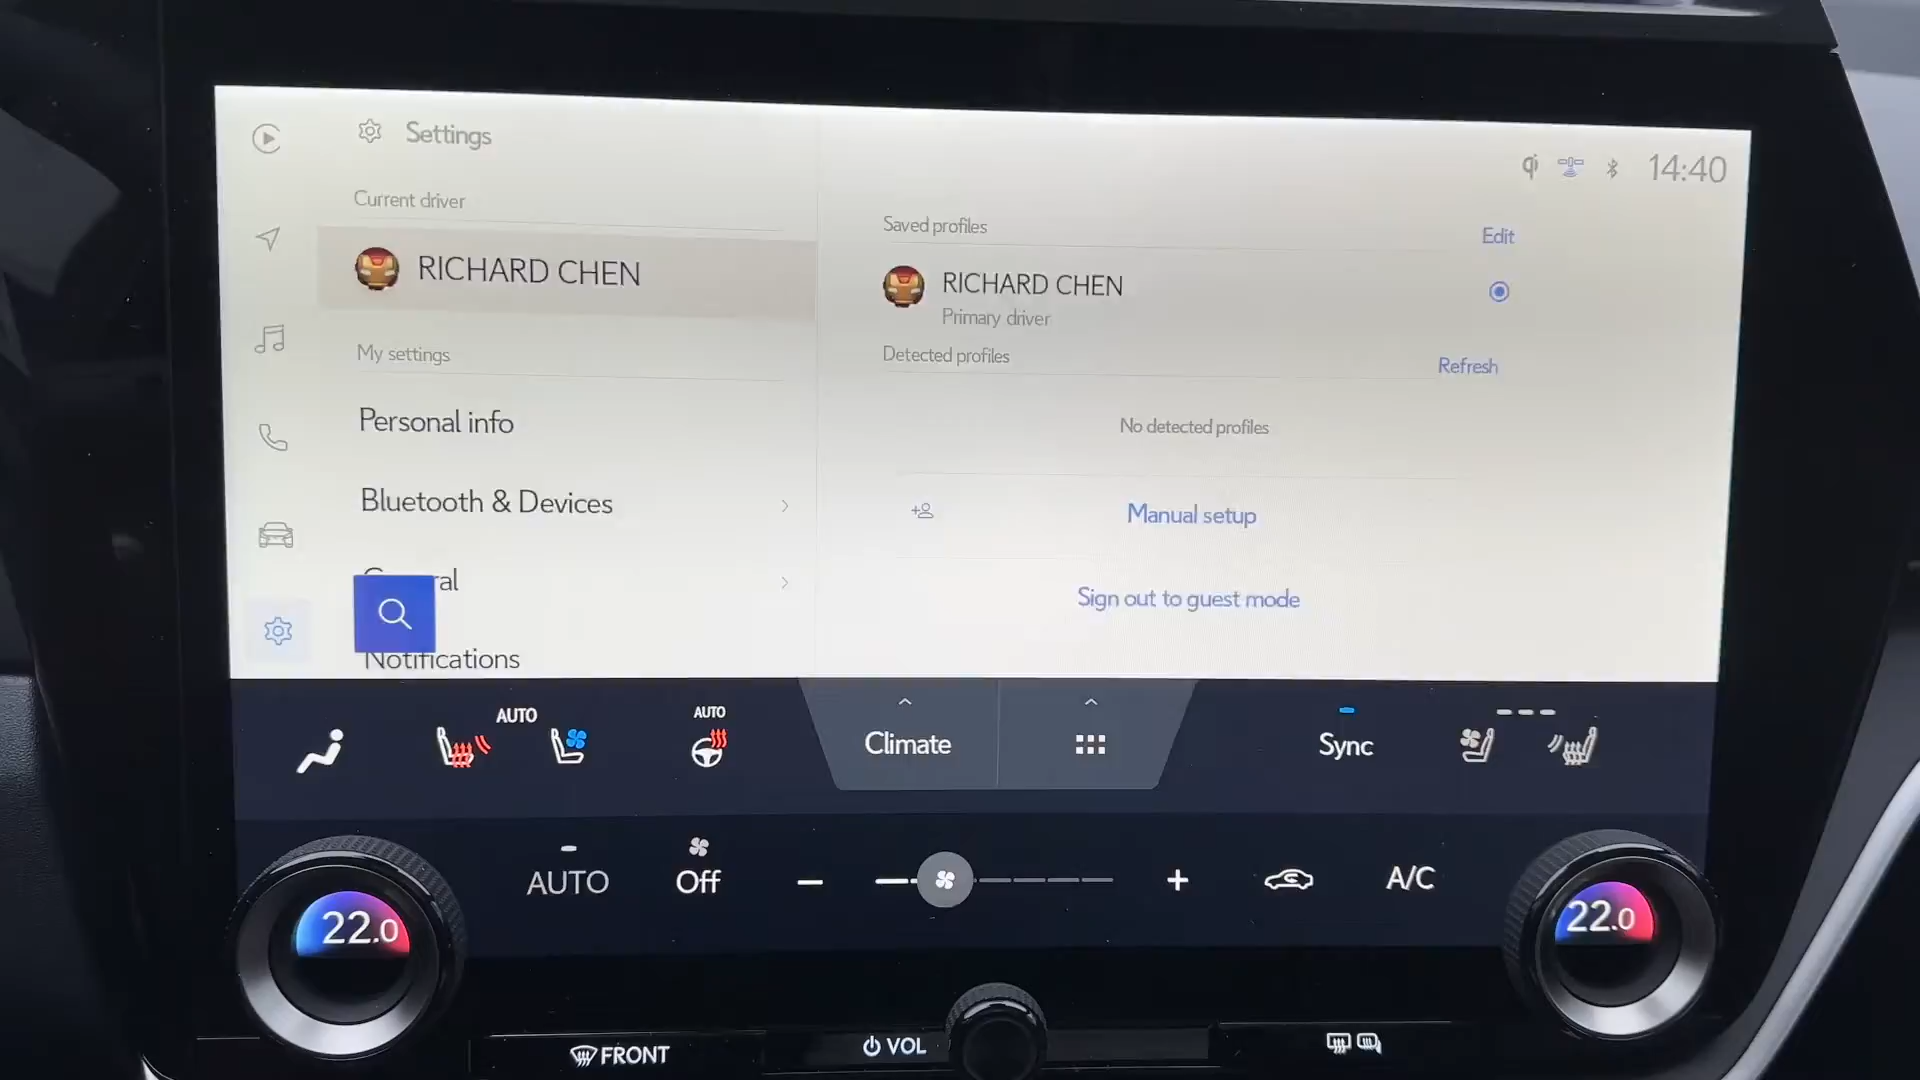 Settings
14:40
Current driver
RICHARD CHEN
My settings
Personal info
Bluetooth & Devices
Notifications
Saved profiles
Edit
RICHARD CHEN
Primary driver
Detected profiles
Refresh
No detected profiles
Manual setup
Sign out to guest mode
AUTO
AUTO
Climate
Sync
AUTO
Off
A/C
22.0
22.0
FRONT
VOL